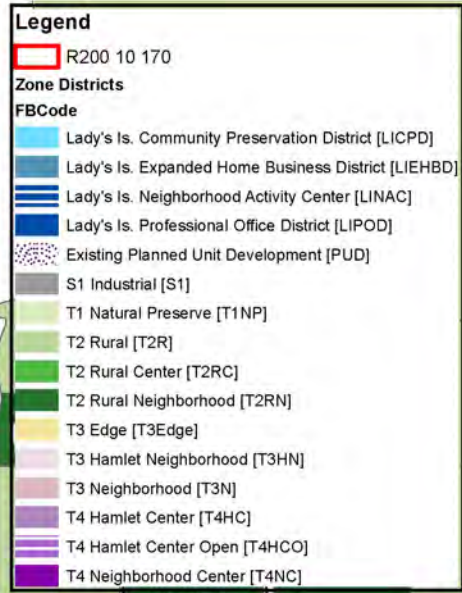 Legend
R200 10 170
Zone Districts
FBCode
Lady's Is. Community Preservation District [LICPD]
Lady's Is. Expanded Home Business District [LIEHBD]
Lady's Is. Neighborhood Activity Center [LINAC]
Lady's Is. Professional Office District [LIPOD]
Existing Planned Unit Development [PUD]
S1 Industrial [S1]
T1 Natural Preserve [T1NP]
T2 Rural [T2R]
T2 Rural Center [T2RC]
T2 Rural Neighborhood [T2RN]
T3 Edge [T3Edge]
T3 Hamlet Neighborhood [T3HN]
T3 Neighborhood [T3N]
T4 Hamlet Center [T4HC]
T4 Hamlet Center Open [T4HCO]
T4 Neighborhood Center [T4NC]